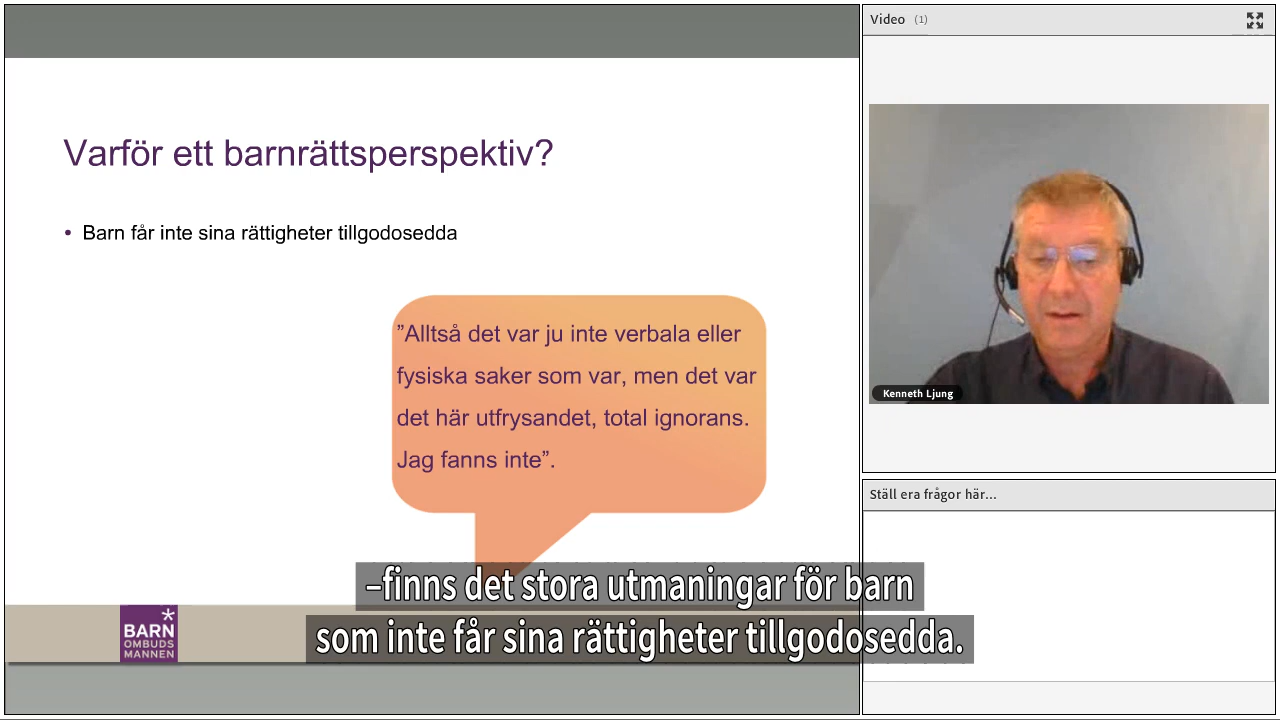 Varför ett barnrättsperspektiv?
• Barn får inte sina rättigheter tillgodosedda
”Alltså det var ju inte verbala eller
fysiska saker som var, men det var
det här utfrysandet, total ignorans.
Jag fanns inte”.
BARN
OMBUDS
MANNEN
–finns det stora utmaningar för barn
som inte får sina rättigheter tillgodosedda.
Video (1)
Kenneth Ljung
Ställ era frågor här...